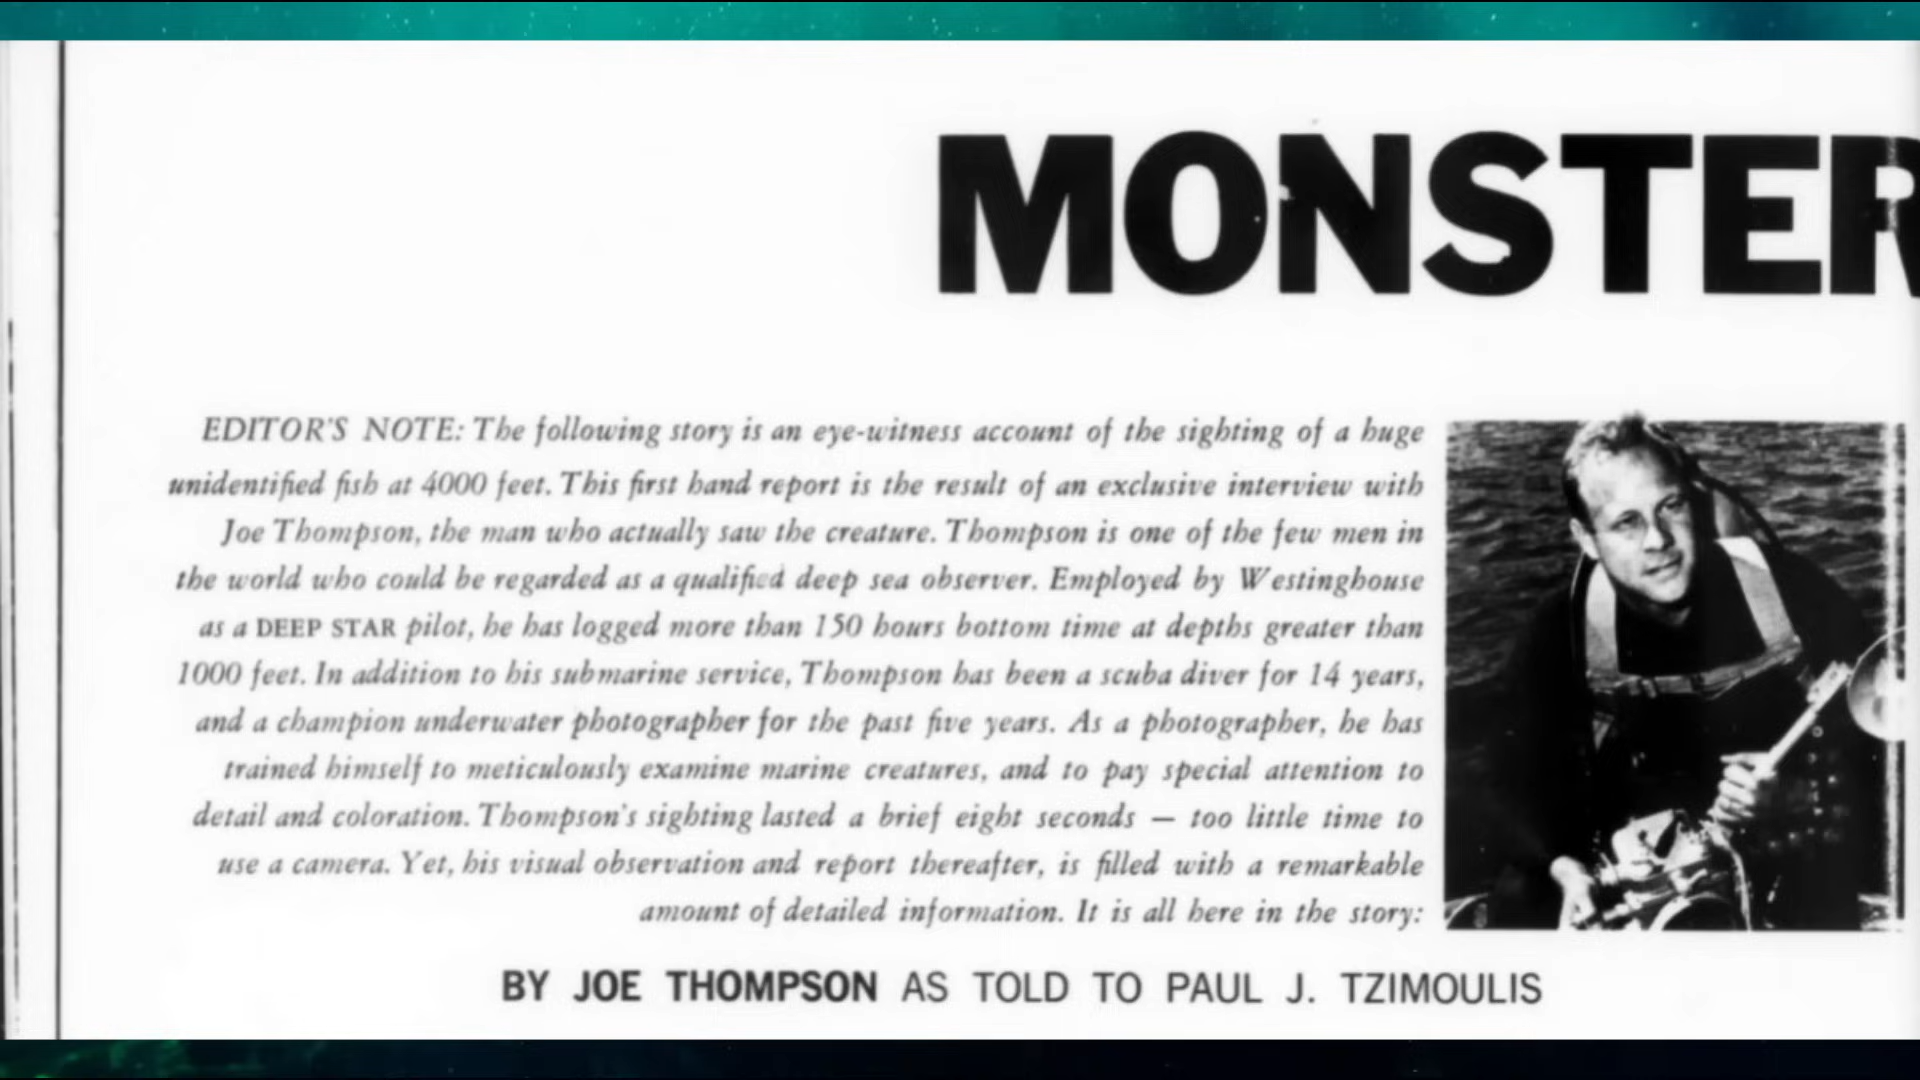 MONSTER
EDITOR'S NOTE: The following story is an eye-witness account of the sighting of a huge
unidentified fish at 4000 feet. This first hand report is the result of an exclusive interview with
Joe Thompson, the man who actually saw the creature. Thompson is one of the few men in
the world who could be regarded as a qualified deep sea observer. Employed by Westinghouse
as a DEEP STAR pilot, he has logged more than 150 hours bottom time at depths greater than
1000 feet. In addition to his submarine service, Thompson has been a scuba diver for 14 years,
and a champion underwater photographer for the past five years. As a photographer, he has
trained himself to meticulously examine marine creatures, and to pay special attention to
detail and coloration. Thompson's sighting lasted a brief eight seconds — too little time to
use a camera. Yet, his visual observation and report thereafter, is filled with a remarkable
amount of detailed information. It is all here in the story:
BY JOE THOMPSON AS TOLD TO PAUL J. TZIMOULIS